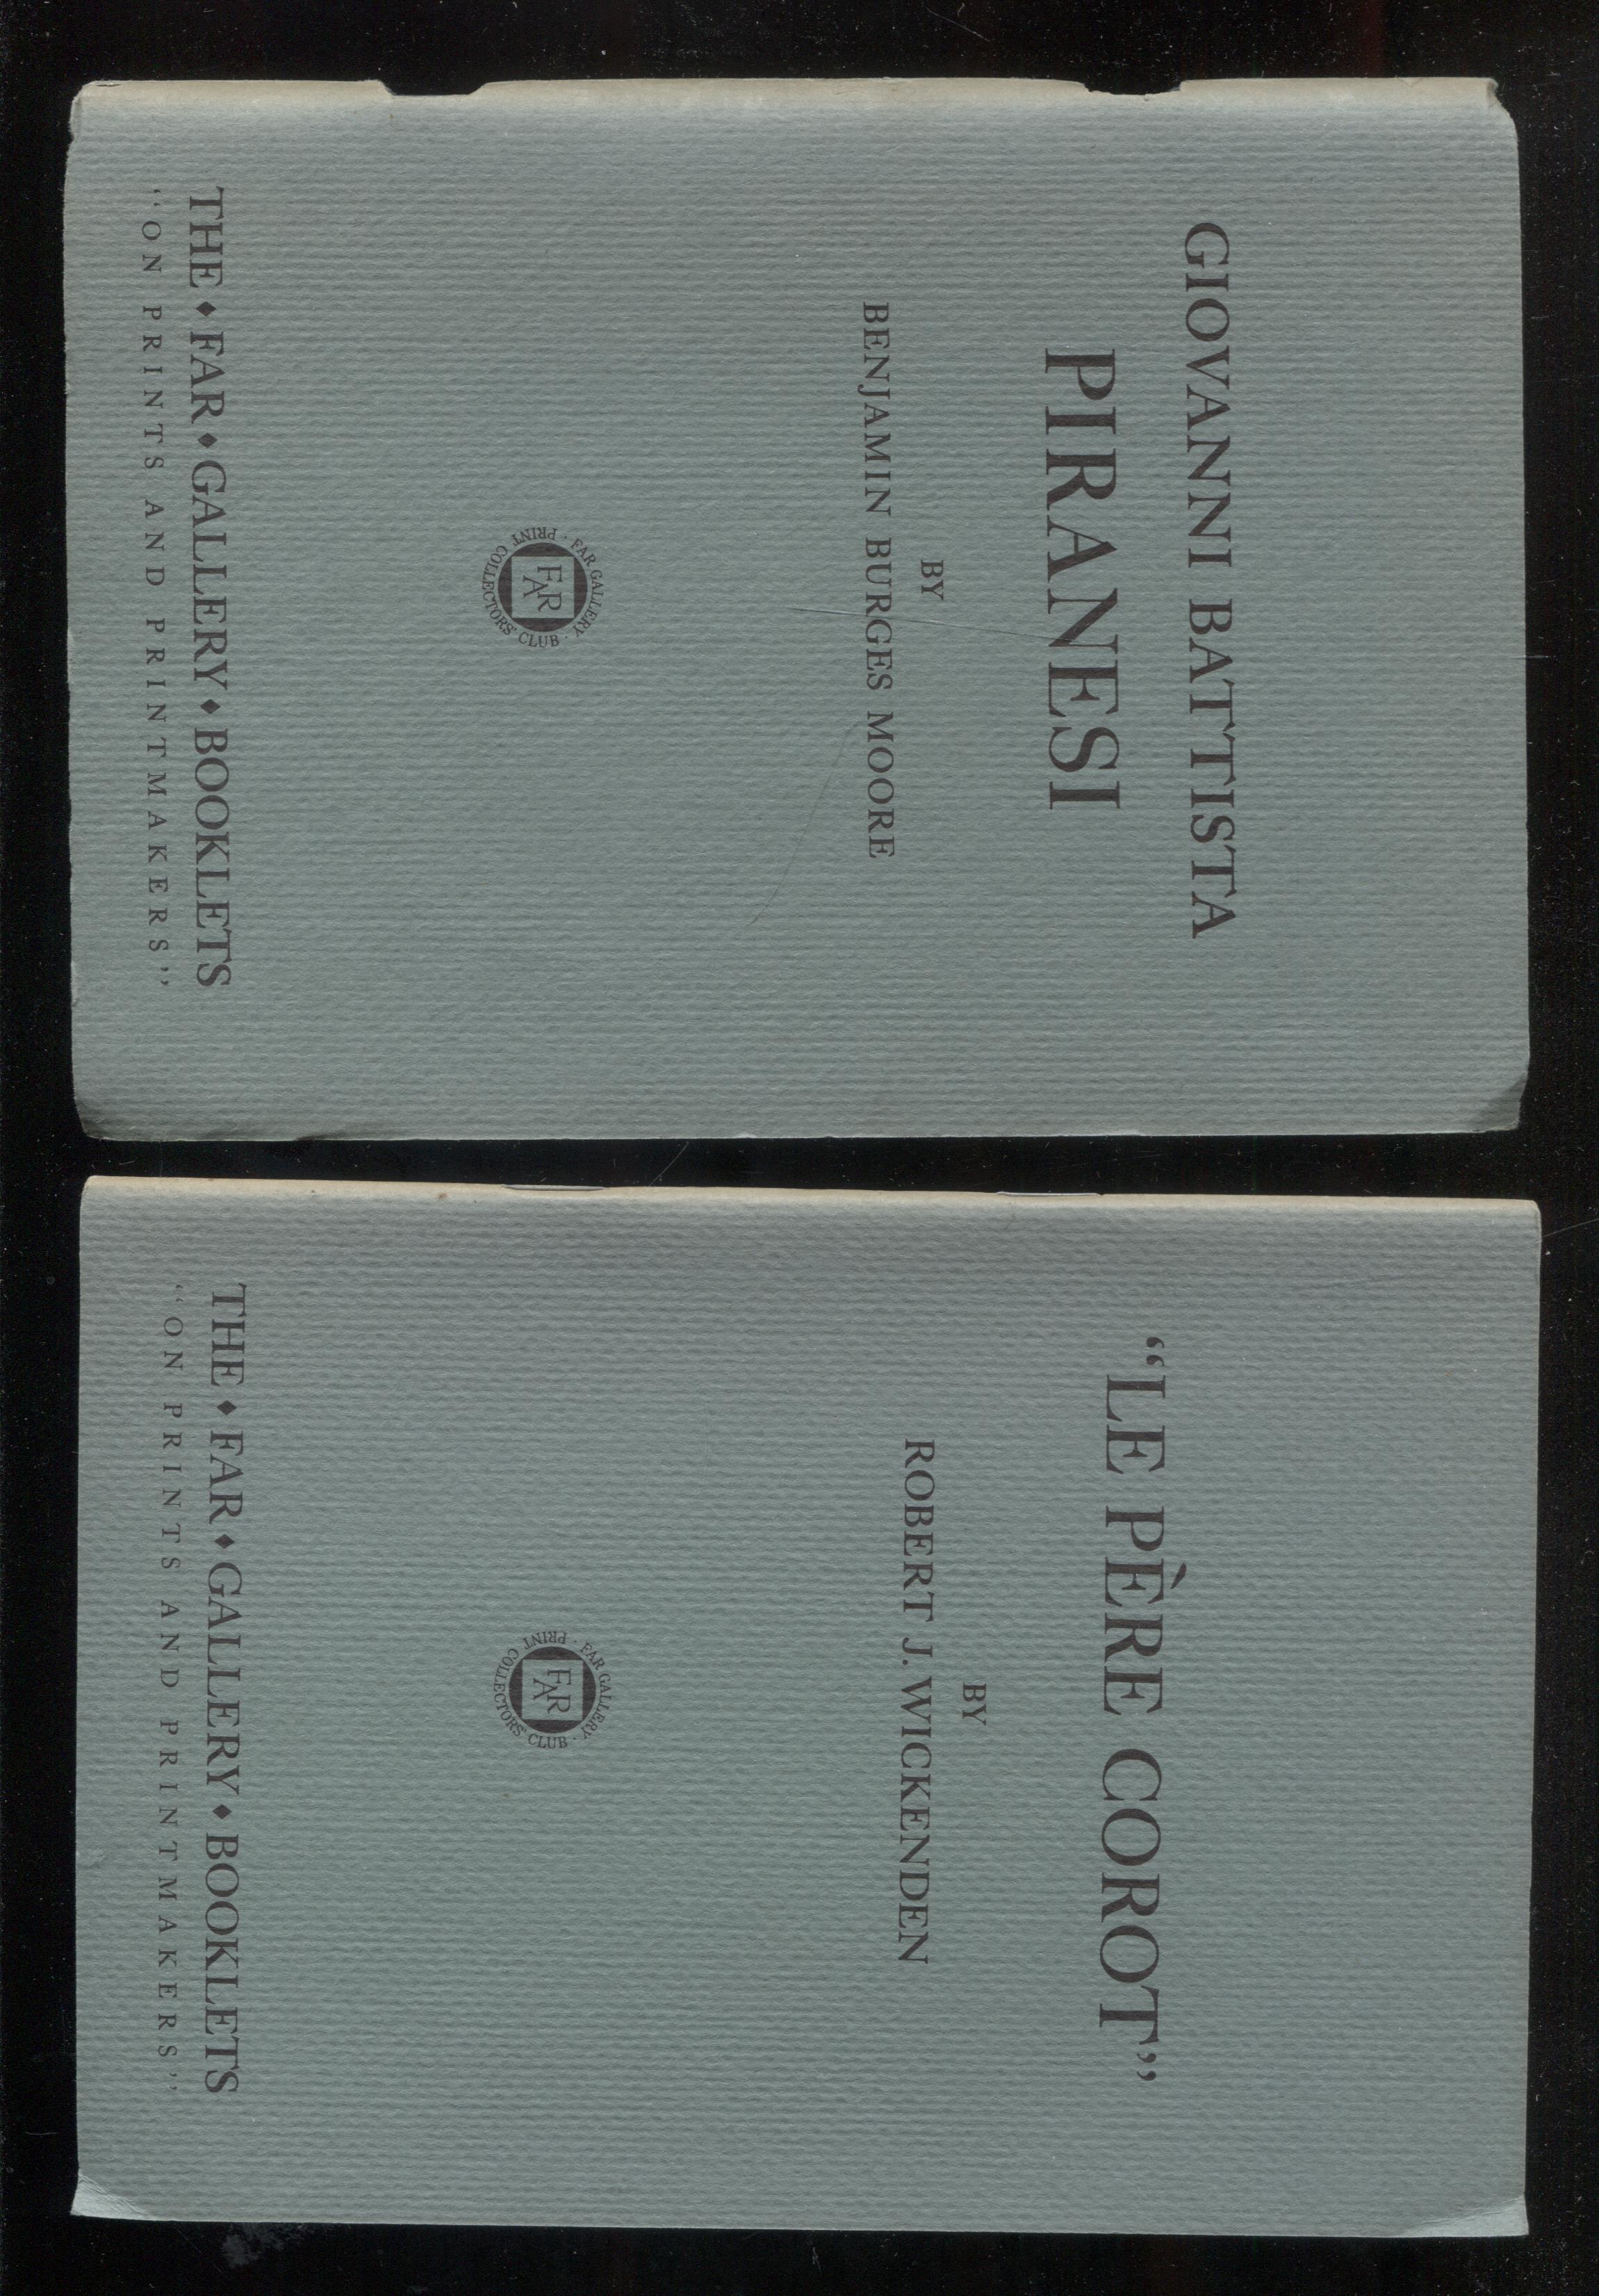 GIOVANNI BATTISTA
PIRANESI
BY
BENJAMIN BURGES MOORE
FAR GALLERY · PRINT COLLECTORS' CLUB ·
FAR
THE ♦ FAR ♦ GALLERY ♦ BOOKLETS
“ON PRINTS AND PRINTMAKERS”
“LE PÈRE COROT”
BY
ROBERT J. WICKENDEN
FAR GALLERY · PRINT COLLECTORS' CLUB ·
FAR
THE ♦ FAR ♦ GALLERY ♦ BOOKLETS
“ON PRINTS AND PRINTMAKERS”